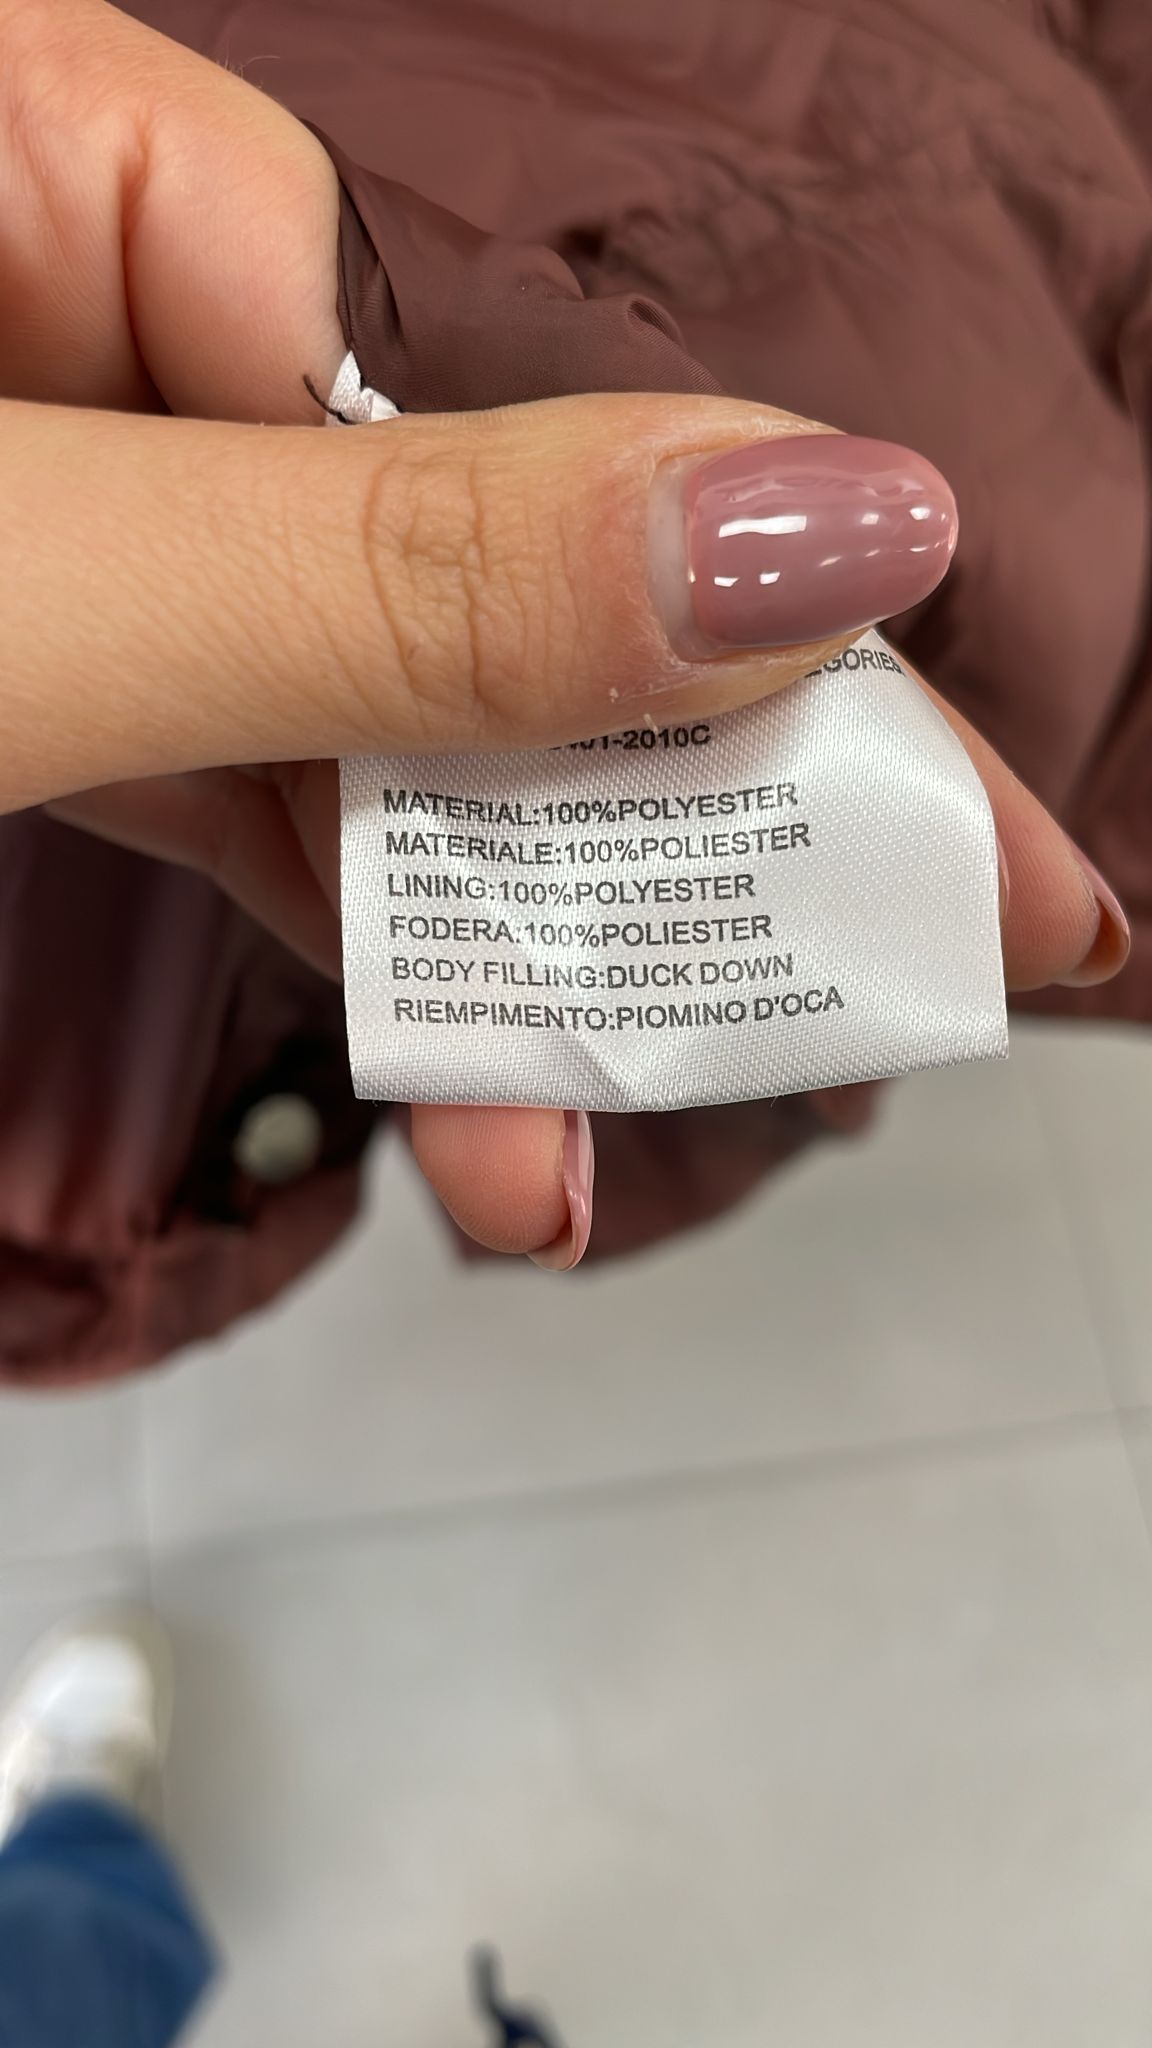 2010C
MATERIAL:100%POLYESTER
MATERIALE:100%POLIESTER
LINING:100%POLYESTER
FODERA:100%POLIESTER
BODY FILLING:DUCK DOWN
RIEMPIMENTO:PIOMINO D'OCA